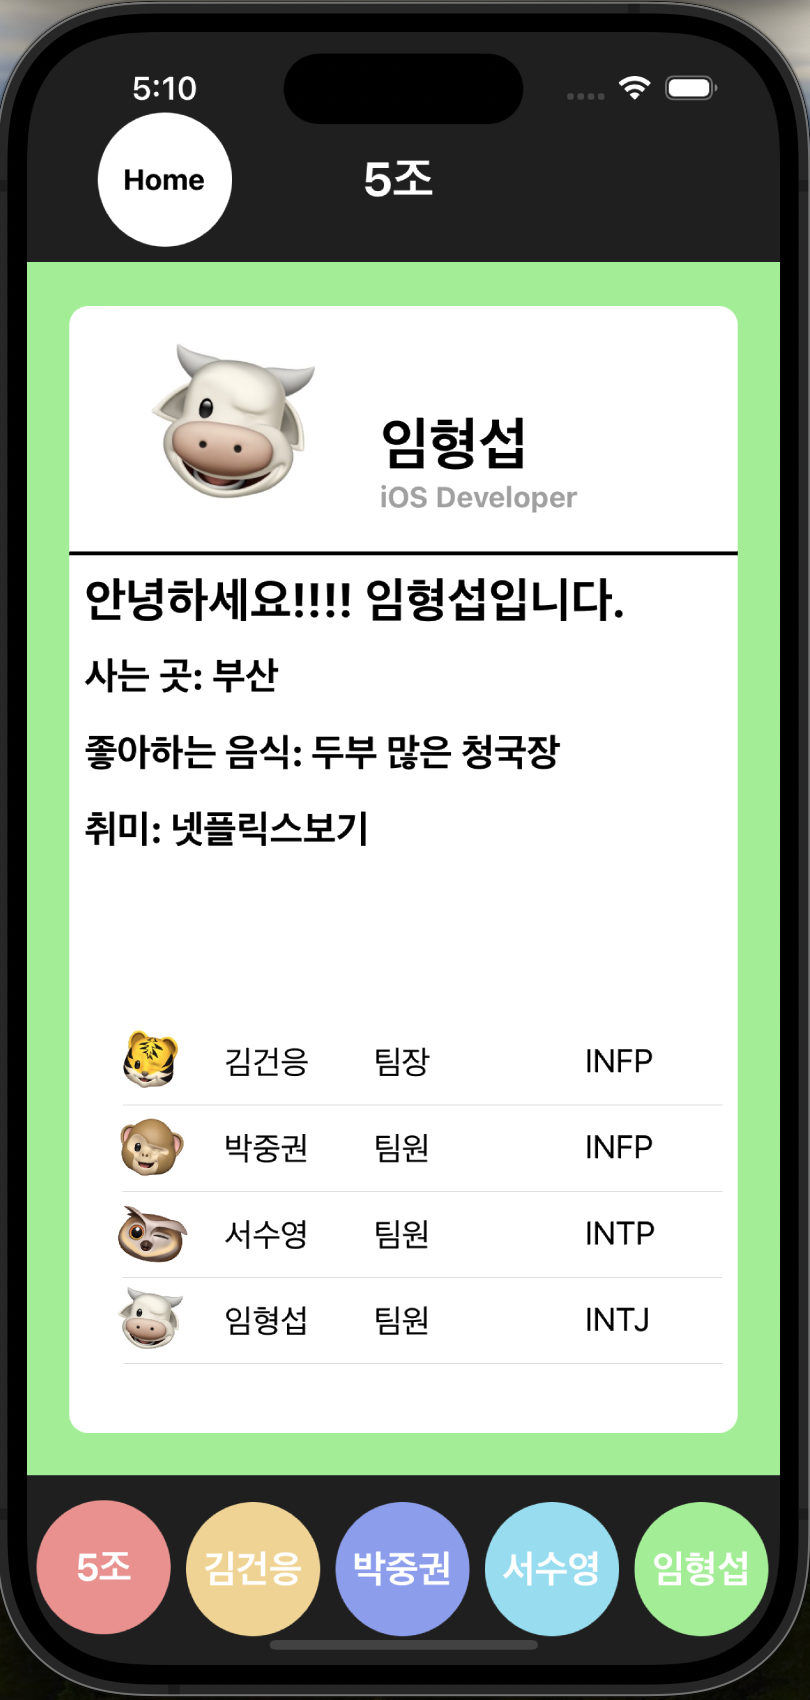 5:10
Home
5조
임형섭
iOS Developer
안녕하세요!!!! 임형섭입니다.
사는 곳: 부산
좋아하는 음식: 두부 많은 청국장
취미: 넷플릭스보기
김건응 팀장 INFP
박중권 팀원 INFP
서수영 팀원 INTP
임형섭 팀원 INTJ
5조 김건응 박중권 서수영 임형섭